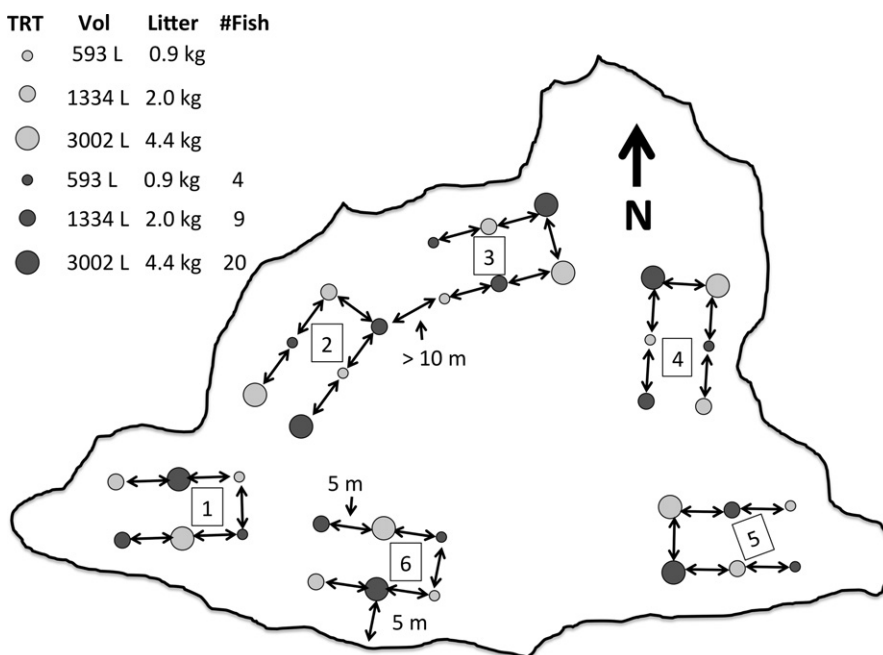 TRT Vol Litter #Fish
593 L 0.9 kg
1334 L 2.0 kg
3002 L 4.4 kg
593 L 0.9 kg 4
1334 L 2.0 kg 9
3002 L 4.4 kg 20
N
3
2
> 10 m
4
1
5 m
5
6
5 m